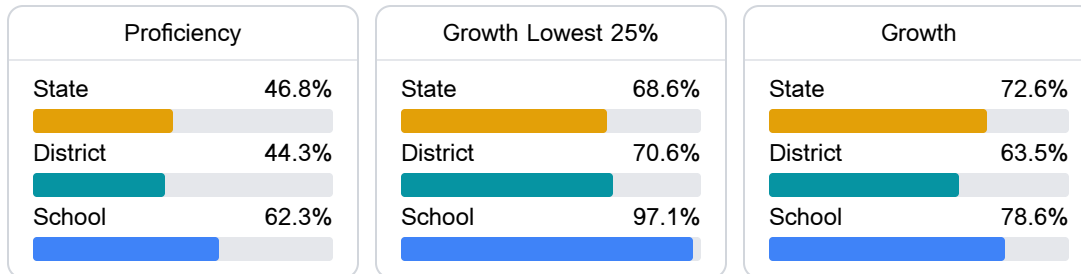 Proficiency
State 46.8%
District 44.3%
School 62.3%
Growth Lowest 25%
State 68.6%
District 70.6%
School 97.1%
Growth
State 72.6%
District 63.5%
School 78.6%